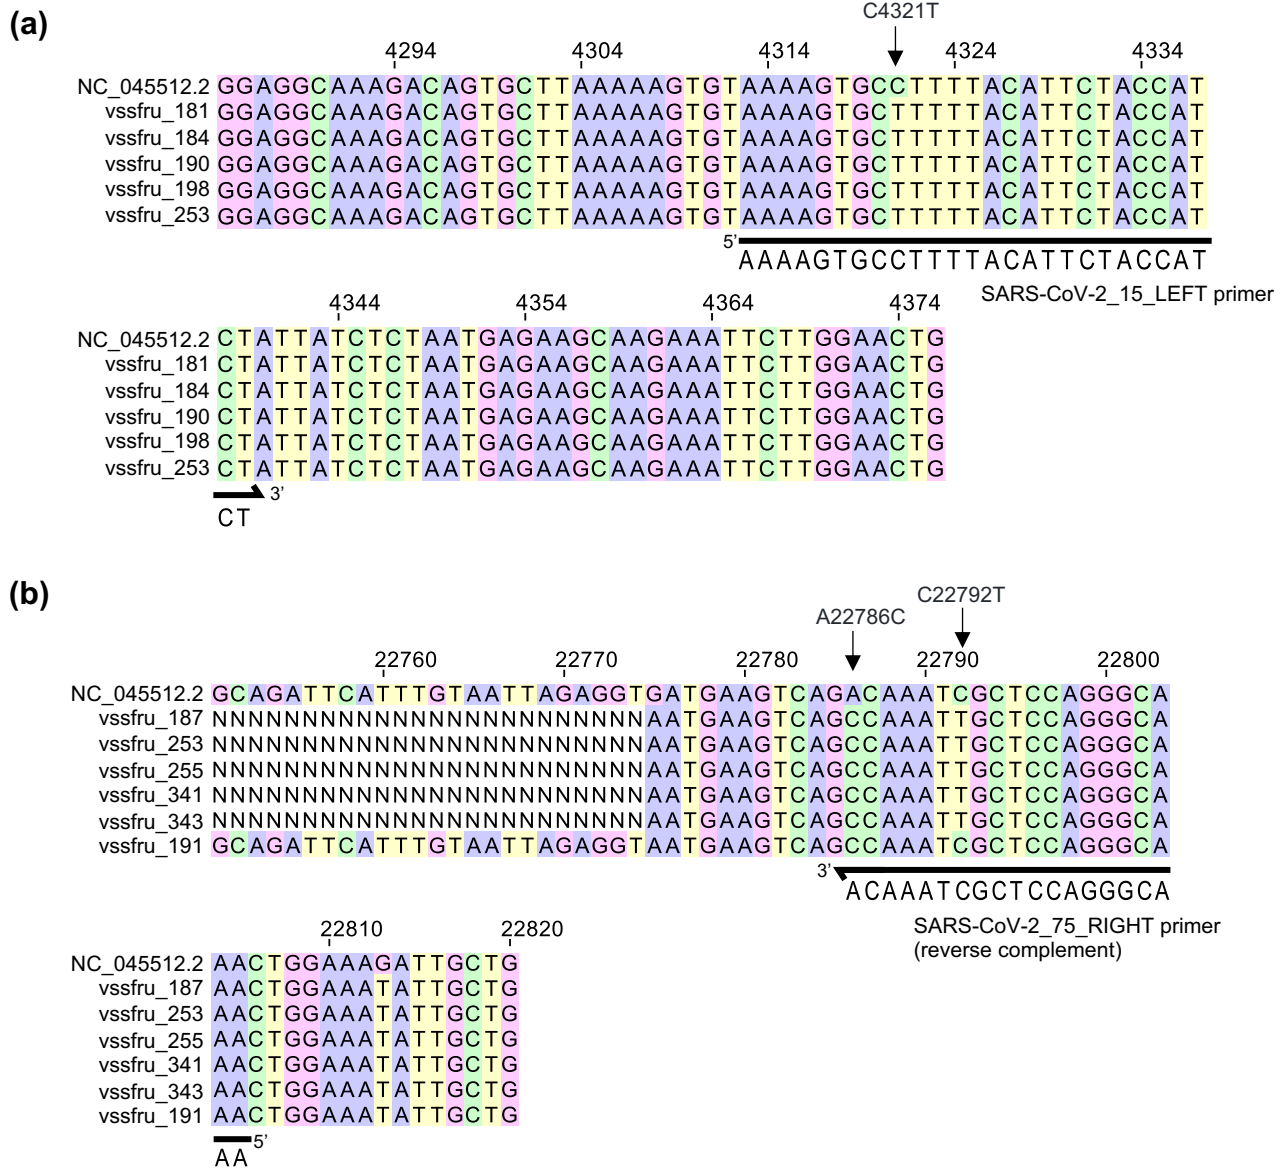 (a)
C4321T
4294 4304 4314 4324 4334
NC_045512.2 GGAGGCAAAGACAGTGCTTAAAAAGTGTAAAAGTGCCTTTTACATTCTACCAT
vssfru_181 GGAGGCAAAGACAGTGCTTAAAAAGTGTAAAAGTGCTTTTTACATTCTACCAT
vssfru_184 GGAGGCAAAGACAGTGCTTAAAAAGTGTAAAAGTGCTTTTTACATTCTACCAT
vssfru_190 GGAGGCAAAGACAGTGCTTAAAAAGTGTAAAAGTGCTTTTTACATTCTACCAT
vssfru_198 GGAGGCAAAGACAGTGCTTAAAAAGTGTAAAAGTGCTTTTTACATTCTACCAT
vssfru_253 GGAGGCAAAGACAGTGCTTAAAAAGTGTAAAAGTGCTTTTTACATTCTACCAT
5’
AAAAGTGCCTTTTACATTCTACCAT
SARS-CoV-2_15_LEFT primer
4344 4354 4364 4374
NC_045512.2 CTATTATCTCTAATGAGAAGCAAGAAATTCTTGGAACTG
vssfru_181 CTATTATCTCTAATGAGAAGCAAGAAATTCTTGGAACTG
vssfru_184 CTATTATCTCTAATGAGAAGCAAGAAATTCTTGGAACTG
vssfru_190 CTATTATCTCTAATGAGAAGCAAGAAATTCTTGGAACTG
vssfru_198 CTATTATCTCTAATGAGAAGCAAGAAATTCTTGGAACTG
vssfru_253 CTATTATCTCTAATGAGAAGCAAGAAATTCTTGGAACTG
3’
CT
(b)
C22792T
A22786C
22760 22770 22780 22790 22800
NC_045512.2 GCAGATTCATTTGTAATTAGAGGTGATGAAGTCAGACAAATCGCTCCAGGGCA
vssfru_187 NNNNNNNNNNNNNNNNNNNNNNNNAATGAAGTCAGCCAAATTGCTCCAGGGCA
vssfru_253 NNNNNNNNNNNNNNNNNNNNNNNNAATGAAGTCAGCCAAATTGCTCCAGGGCA
vssfru_255 NNNNNNNNNNNNNNNNNNNNNNNNAATGAAGTCAGCCAAATTGCTCCAGGGCA
vssfru_341 NNNNNNNNNNNNNNNNNNNNNNNNAATGAAGTCAGCCAAATTGCTCCAGGGCA
vssfru_343 NNNNNNNNNNNNNNNNNNNNNNNNAATGAAGTCAGCCAAATTGCTCCAGGGCA
vssfru_191 GCAGATTCATTTGTAATTAGAGGTAATGAAGTCAGCCAAATCGCTCCAGGGCA
3’
ACAAATCGCTCCAGGGCA
SARS-CoV-2_75_RIGHT primer
(reverse complement)
22810 22820
NC_045512.2 AACTGGAAAGATTGCTG
vssfru_187 AACTGGAAATATTGCTG
vssfru_253 AACTGGAAATATTGCTG
vssfru_255 AACTGGAAATATTGCTG
vssfru_341 AACTGGAAATATTGCTG
vssfru_343 AACTGGAAATATTGCTG
vssfru_191 AACTGGAAATATTGCTG
5’
AA